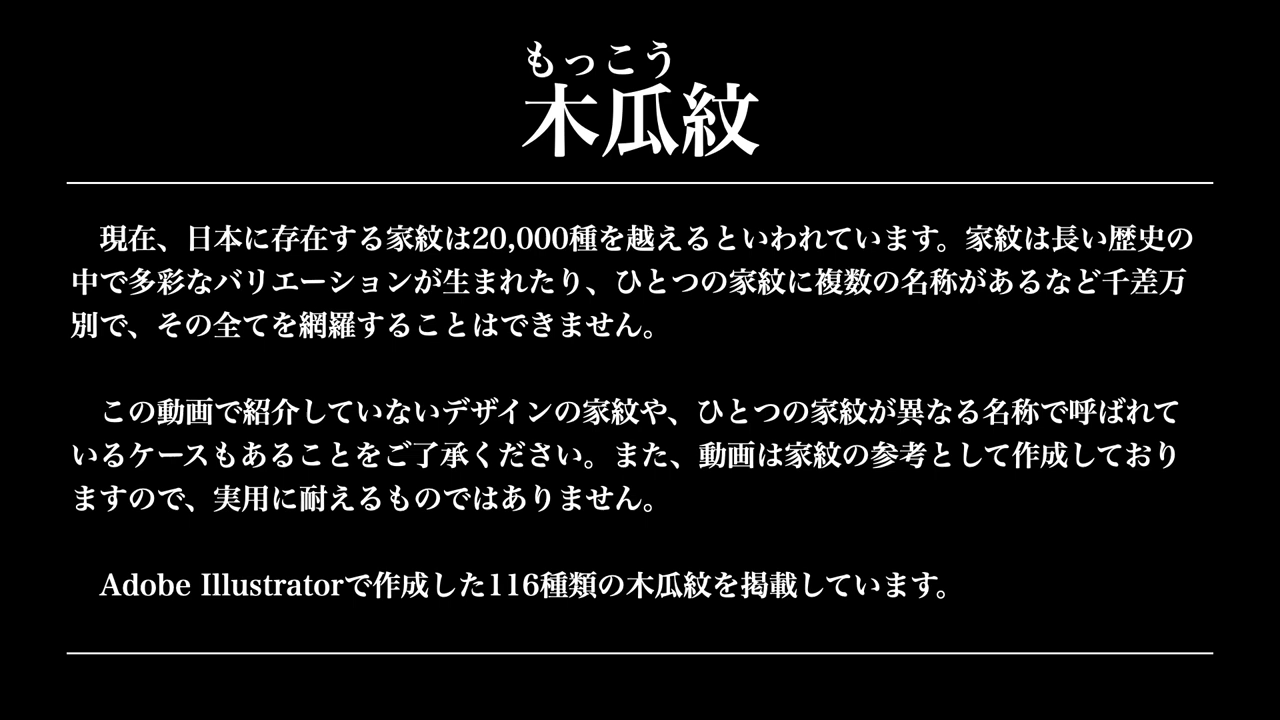 もっこう
木瓜紋
現在、日本に存在する家紋は20,000種を越えるといわれています。家紋は長い歴史の
中で多彩なバリエーションが生まれたり、ひとつの家紋に複数の名称があるなど千差万
別で、その全てを網羅することはできません。
この動画で紹介していないデザインの家紋や、ひとつの家紋が異なる名称で呼ばれて
いるケースもあることをご了承ください。また、動画は家紋の参考として作成しており
ますので、実用に耐えるものではありません。
Adobe Illustratorで作成した116種類の木瓜紋を掲載しています。